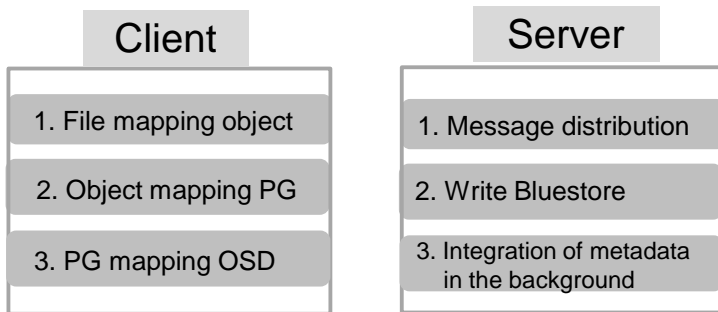 Client
1. File mapping object
2. Object mapping PG
3. PG mapping OSD
Server
1. Message distribution
2. Write Bluestore
3. Integration of metadata
in the background